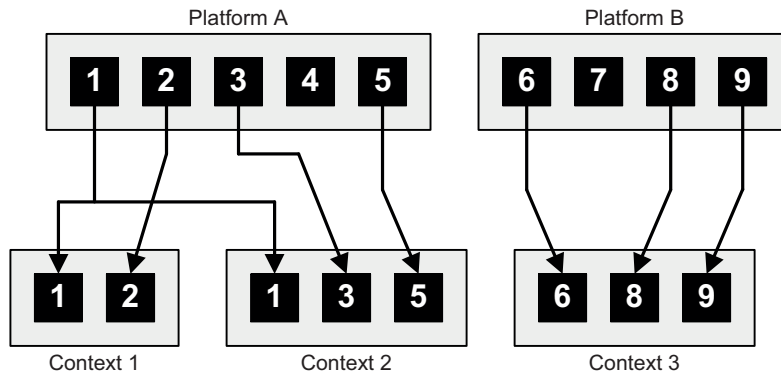 Platform A Platform B
1 2 3 4 5 6 7 8 9
1 2 1 3 5 6 8 9
Context 1 Context 2 Context 3